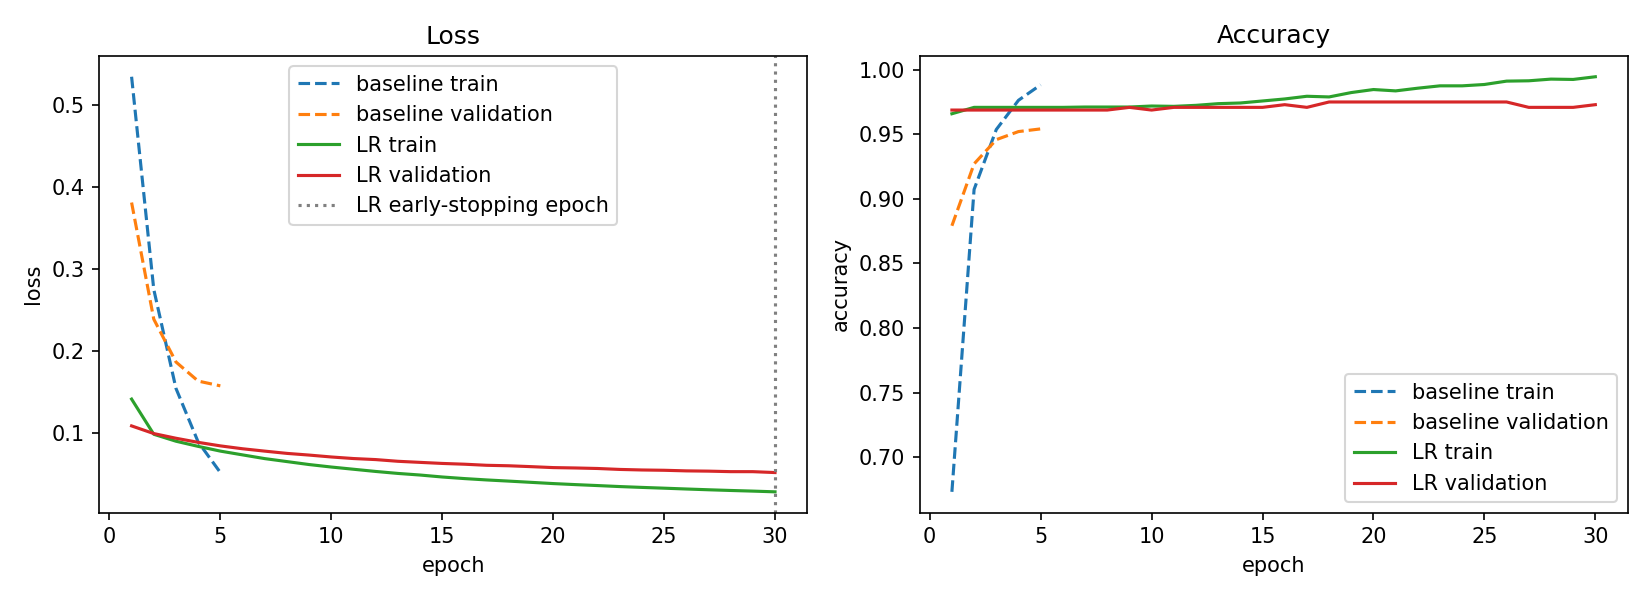 Loss
0.5
0.4
0.3
0.2
0.1
loss
baseline train
baseline validation
LR train
LR validation
LR early-stopping epoch
0 5 10 15 20 25 30
epoch
Accuracy
1.00
0.95
0.90
0.85
0.80
0.75
0.70
accuracy
baseline train
baseline validation
LR train
LR validation
0 5 10 15 20 25 30
epoch